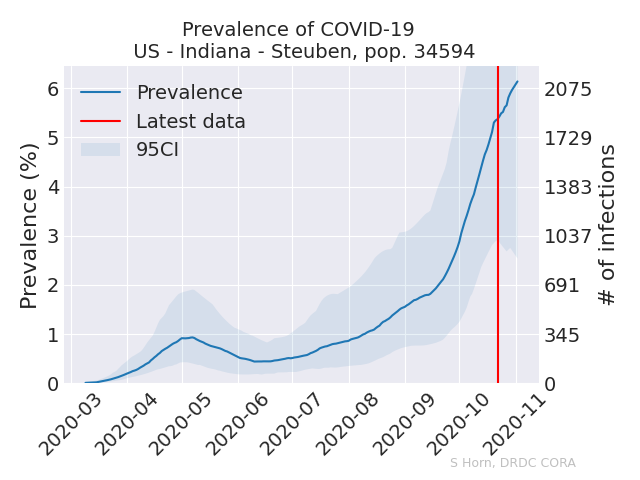 Prevalence of COVID-19
US - Indiana - Steuben, pop. 34594
Prevalence
Latest data
95CI
Prevalence (%)
6
5
4
3
2
1
0
2075
1729
1383
1037
691
345
0
# of infections
2020-03
2020-04
2020-05
2020-06
2020-07
2020-08
2020-09
2020-10
2020-11
S Horn, DRDC CORA